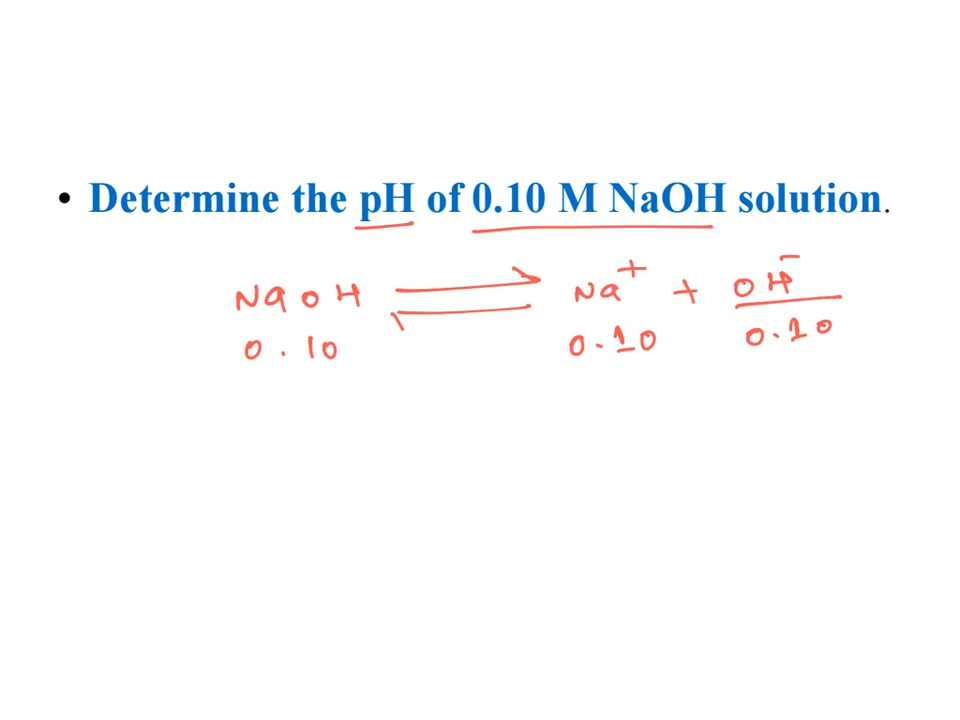 • Determine the pH of 0.10 M NaOH solution.
NaOH ⇌ Na⁺ + OH⁻
0.10 0.10 0.10